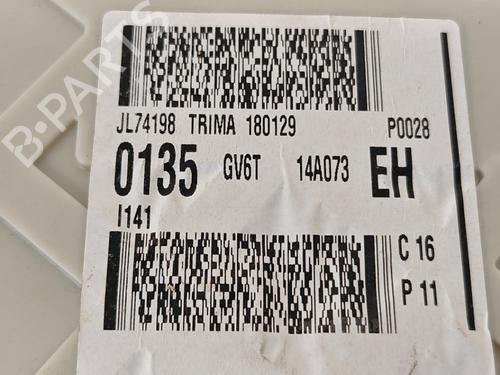 JL74198 TRIMA 180129 P0028
0135 GV6T 14A073 EH
I141
C 16
P 11
B-PARTS